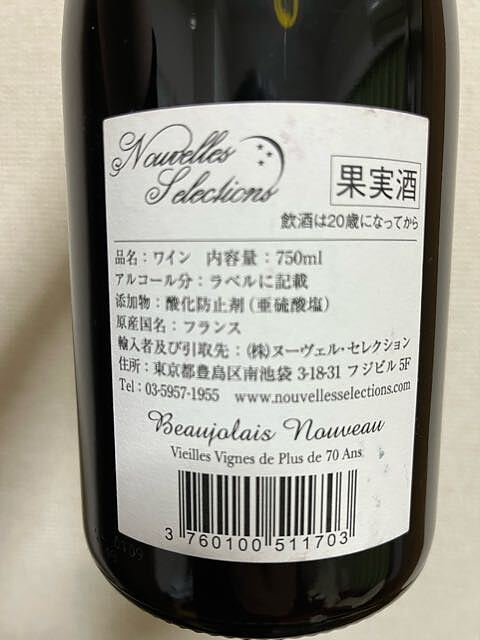 Nouvelles
Selections
果実酒
飲酒は20歳になってから
品名：ワイン 内容量：750ml
アルコール分：ラベルに記載
添加物：酸化防止剤（亜硫酸塩）
原産国名：フランス
輸入者及び引取先：（株）ヌーヴェル・セレクション
住所：東京都豊島区南池袋 3-18-31 フジビル 5F
Tel：03-5957-1955 www.nouvellesselections.com
Beaujolais Nouveau
Vieilles Vignes de Plus de 70 Ans
3 760100 511703